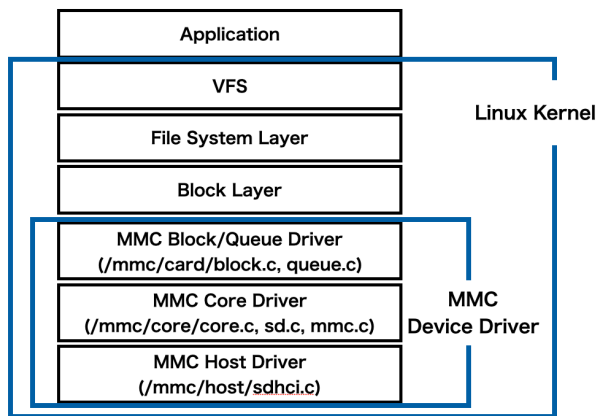 Application
VFS
Linux Kernel
File System Layer
Block Layer
MMC Block/Queue Driver
(/mmc/card/block.c, queue.c)
MMC Core Driver
(/mmc/core/core.c, sd.c, mmc.c)
MMC
Device Driver
MMC Host Driver
(/mmc/host/sdhci.c)